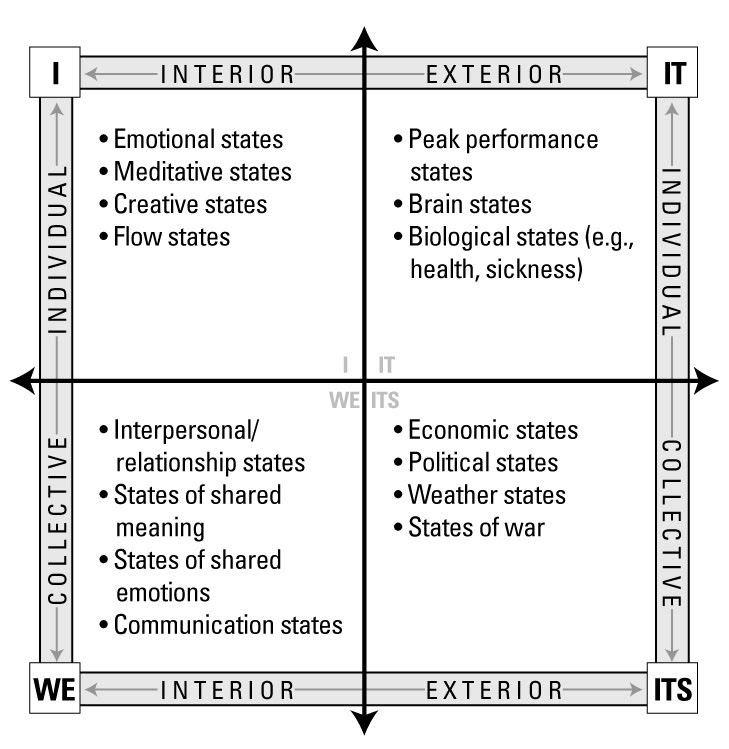 I
INTERIOR
EXTERIOR
IT
INDIVIDUAL
• Emotional states
• Meditative states
• Creative states
• Flow states
• Peak performance
states
• Brain states
• Biological states (e.g.,
health, sickness)
INDIVIDUAL
I
IT
WE
ITS
COLLECTIVE
• Interpersonal/
relationship states
• States of shared
meaning
• States of shared
emotions
• Communication states
• Economic states
• Political states
• Weather states
• States of war
COLLECTIVE
WE
INTERIOR
EXTERIOR
ITS